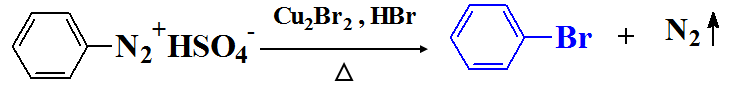 Cu₂Br₂ , HBr
N₂⁺HSO₄⁻ △ Br + N₂↑